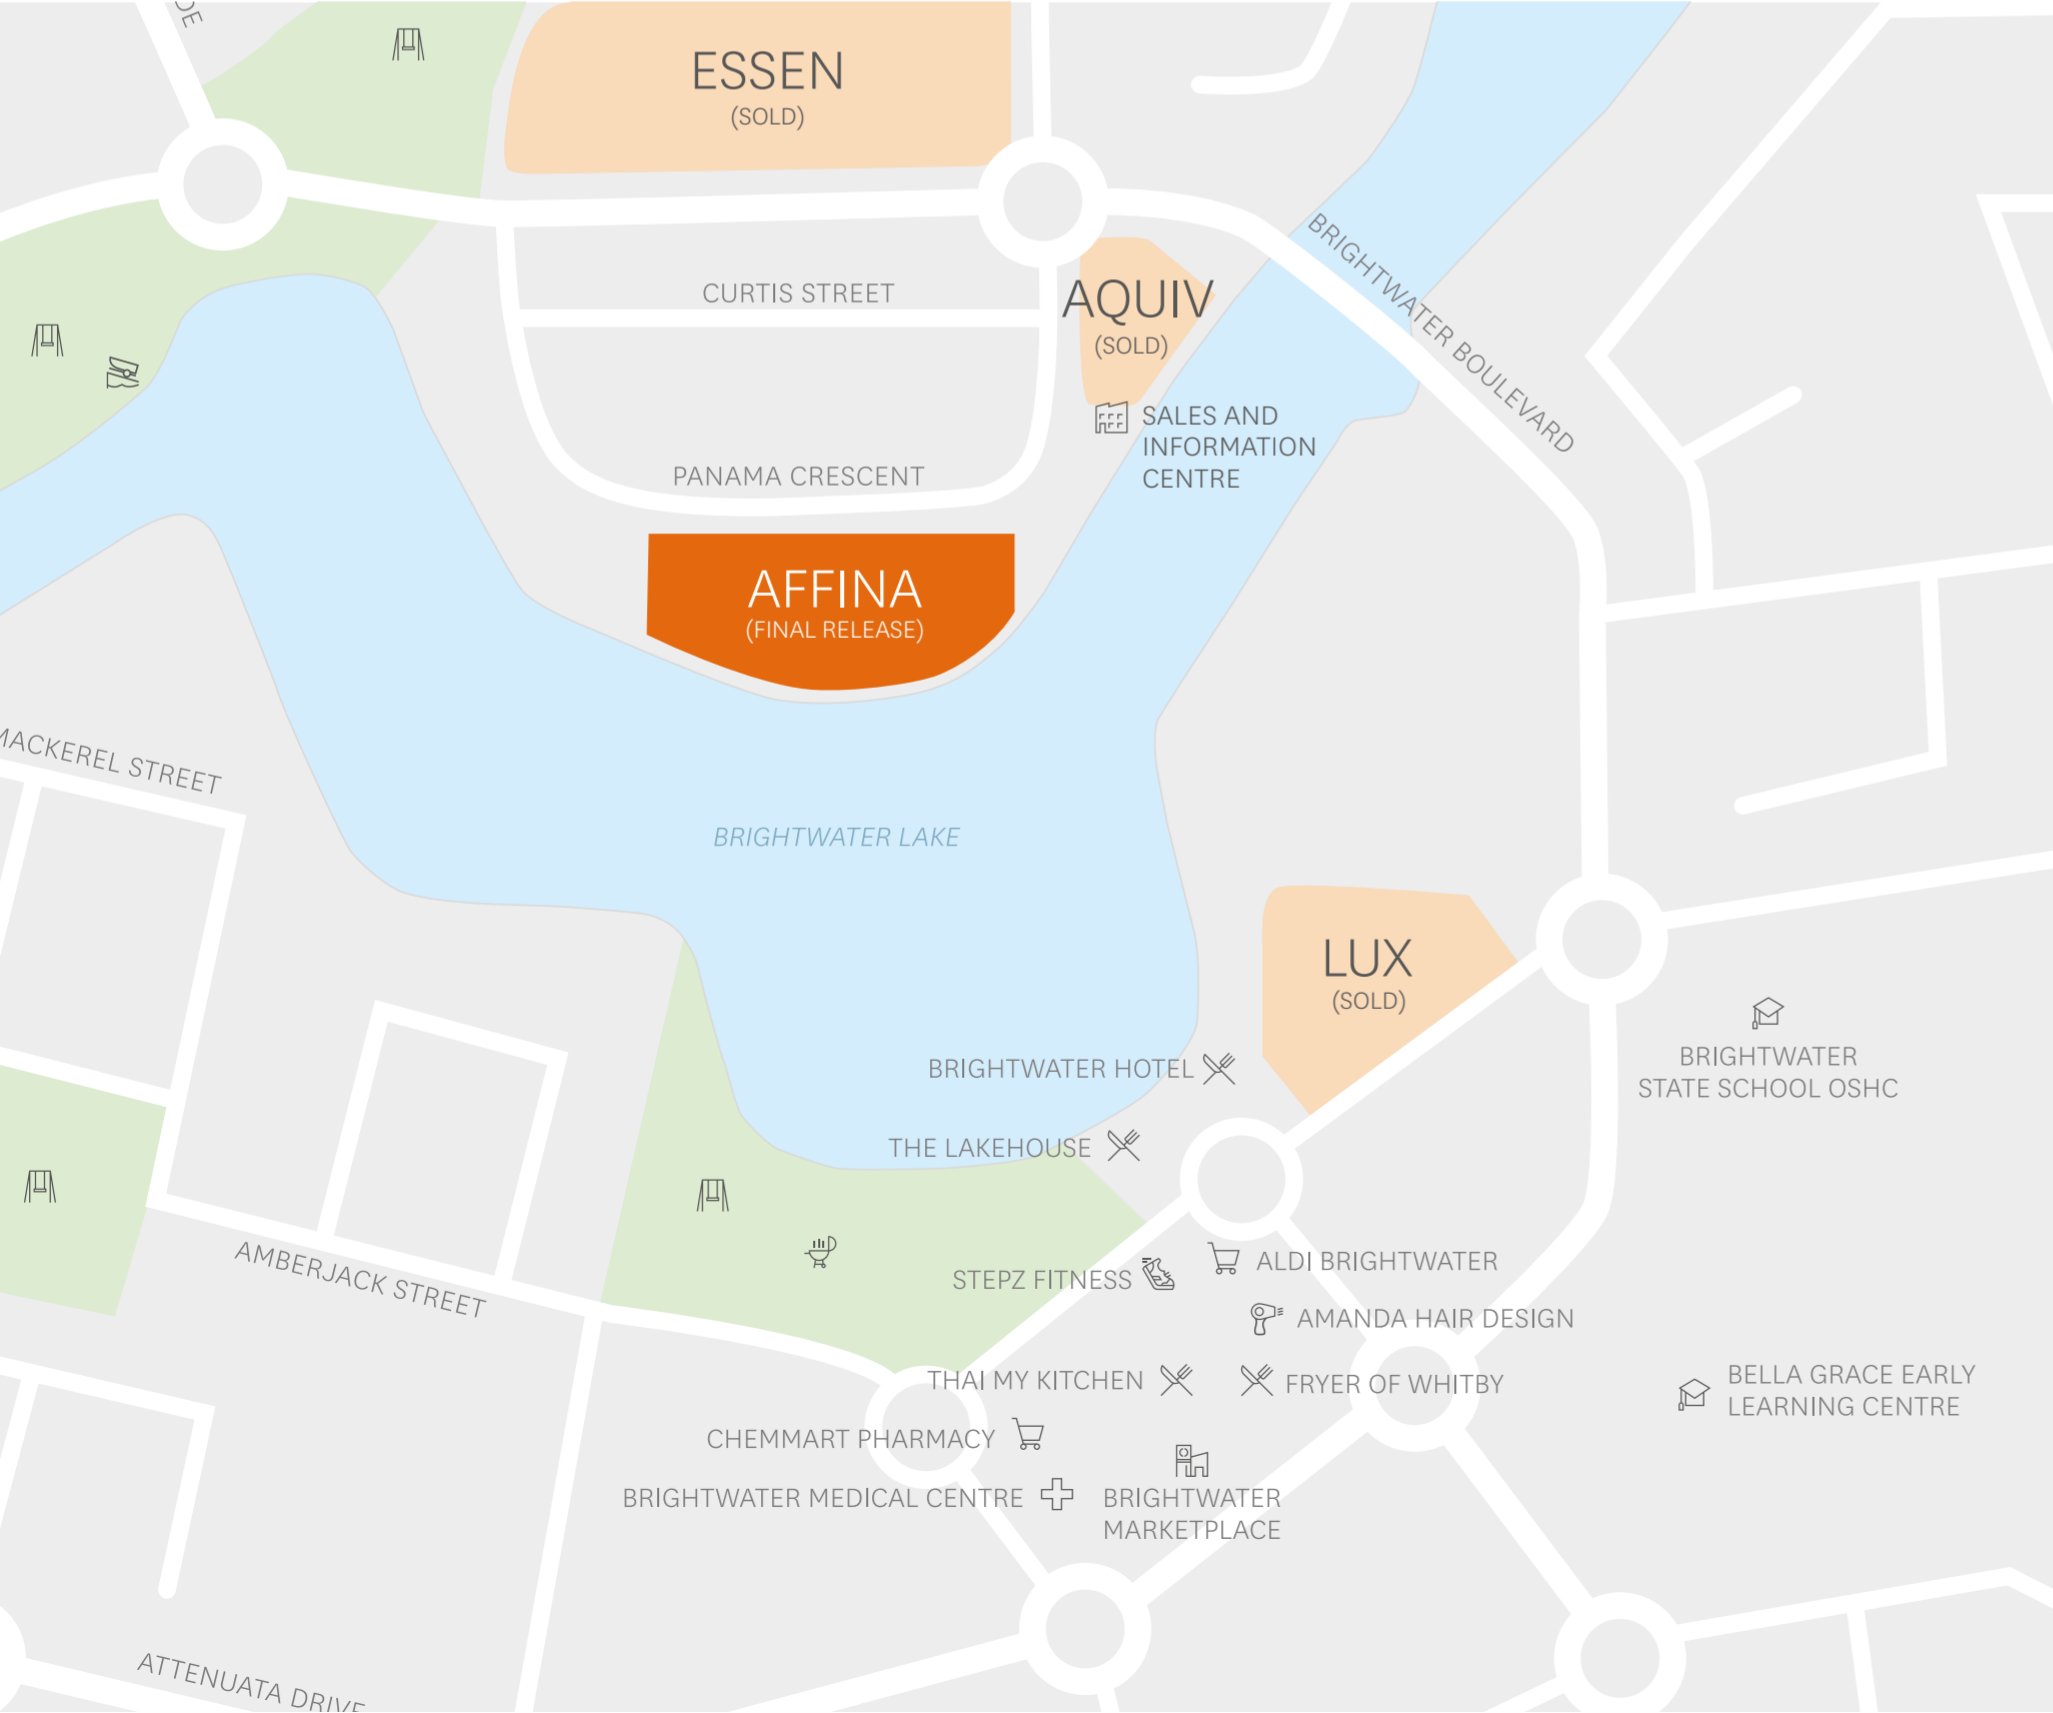 ESSEN
(SOLD)
BRIGHTWATER BOULEVARD
CURTIS STREET
AQUIV
(SOLD)
SALES AND
INFORMATION
CENTRE
PANAMA CRESCENT
AFFINA
(FINAL RELEASE)
MACKEREL STREET
BRIGHTWATER LAKE
LUX
(SOLD)
BRIGHTWATER
STATE SCHOOL OSHC
BRIGHTWATER HOTEL
THE LAKEHOUSE
AMBERJACK STREET
STEPZ FITNESS
ALDI BRIGHTWATER
AMANDA HAIR DESIGN
THAI MY KITCHEN
FRYER OF WHITBY
BELLA GRACE EARLY
LEARNING CENTRE
CHEMMART PHARMACY
BRIGHTWATER MEDICAL CENTRE
BRIGHTWATER
MARKETPLACE
ATTENUATA DRIVE